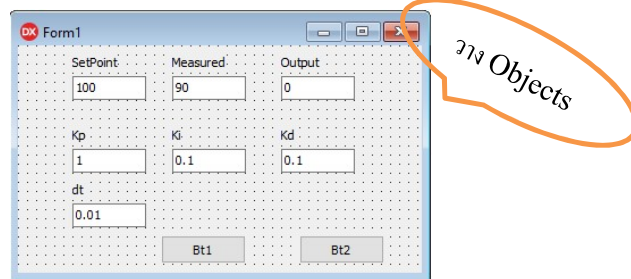 DX Form1
วาง Objects
SetPoint Measured Output
100 90 0
Kp Ki Kd
1 0.1 0.1
dt
0.01
Bt1 Bt2